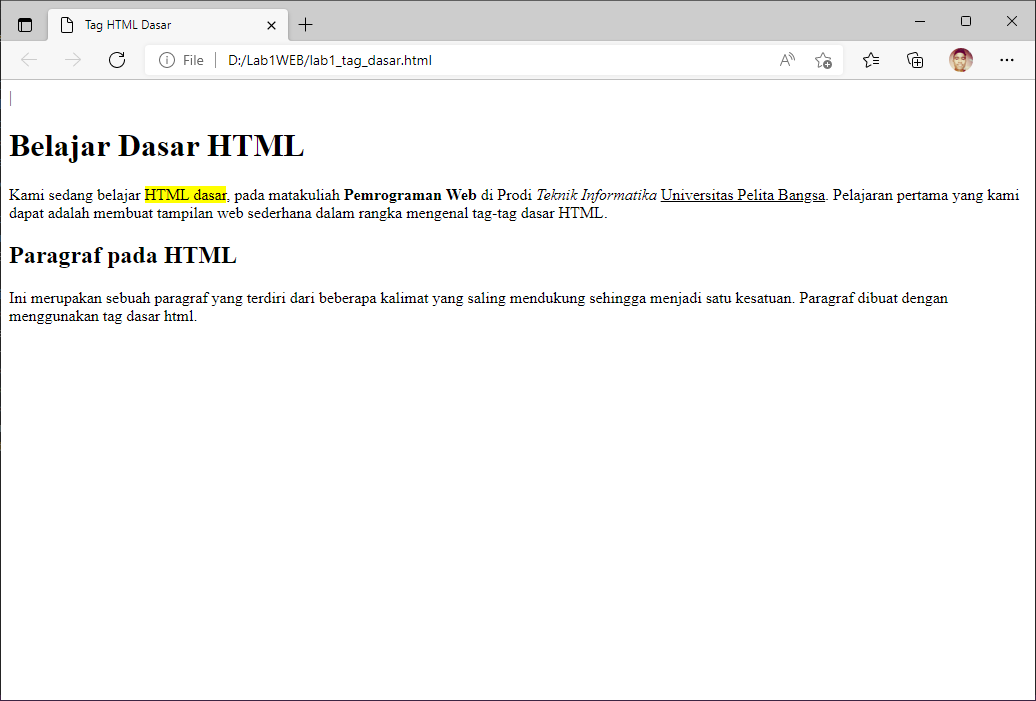 Tag HTML Dasar
File
D:/Lab1WEB/lab1_tag_dasar.html
Belajar Dasar HTML
Kami sedang belajar HTML dasar, pada matakuliah Pemrograman Web di Prodi Teknik Informatika Universitas Pelita Bangsa. Pelajaran pertama yang kami
dapat adalah membuat tampilan web sederhana dalam rangka mengenal tag-tag dasar HTML.
Paragraf pada HTML
Ini merupakan sebuah paragraf yang terdiri dari beberapa kalimat yang saling mendukung sehingga menjadi satu kesatuan. Paragraf dibuat dengan
menggunakan tag dasar html.